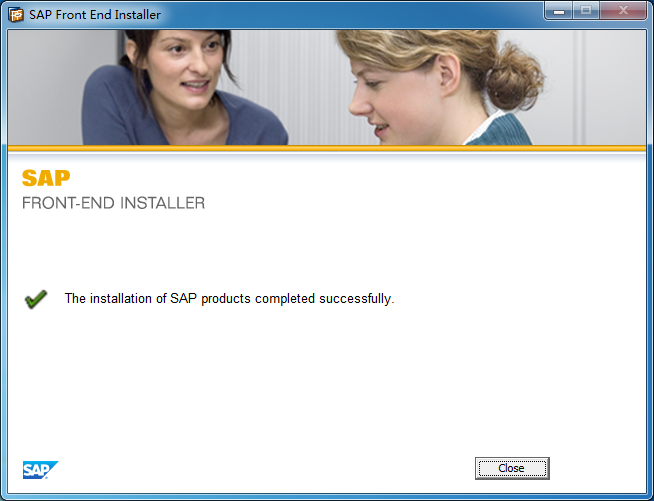 SAP Front End Installer
SAP
FRONT-END INSTALLER
The installation of SAP products completed successfully.
SAP
Close